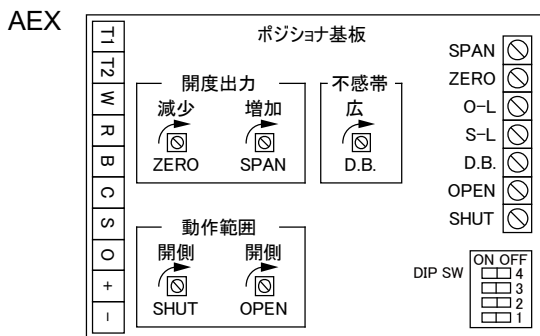 AEX
ポジショナ基板
T1
T2
W
R
B
C
S
O
+
-
開度出力
減少 増加
ZERO SPAN
不感帯
広
D.B.
動作範囲
開側 開側
SHUT OPEN
SPAN
ZERO
O-L
S-L
D.B.
OPEN
SHUT
DIP SW
ON OFF
4
3
2
1